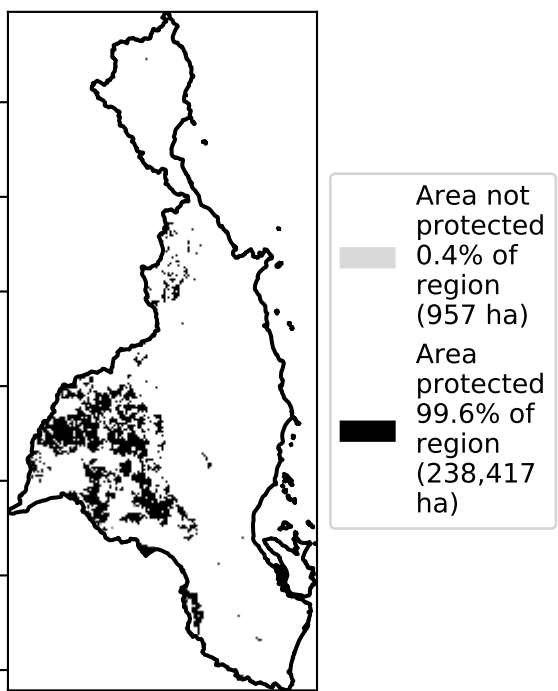 Area not
protected
0.4% of
region
(957 ha)
Area
protected
99.6% of
region
(238,417
ha)